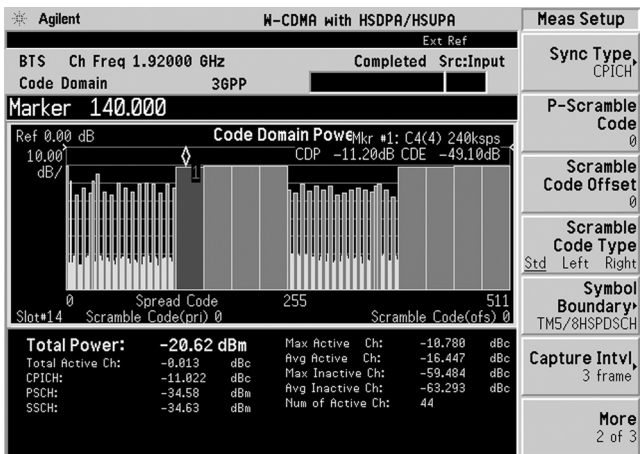 Agilent W-CDMA with HSDPA/HSUPA Meas Setup
Ext Ref
BTS Ch Freq 1.92000 GHz Completed Src:Input
Code Domain 3GPP
Marker 140.000
Ref 0.00 dB Code Domain Powe Mkr #1: C4(4) 240ksps
10.00 CDP -11.20dB CDE -49.10dB
dB/
1
0 Spread Code 255 511
Slot#14 Scramble Code(pri) 0 Scramble Code(ofs) 0
Total Power: -20.62 dBm
Total Active Ch: -0.013 dBc
CPICH: -11.022 dBc
PSCH: -34.58 dBm
SSCH: -34.63 dBm
Max Active Ch: -10.780 dBc
Avg Active Ch: -16.447 dBc
Max Inactive Ch: -59.484 dBc
Avg Inactive Ch: -63.293 dBc
Num of Active Ch: 44
Sync Type
CPICH
P-Scramble
Code
0
Scramble
Code Offset
0
Scramble
Code Type
Std Left Right
Symbol
Boundary
TM5/8HSPDSCH
Capture Intvl
3 frame
More
2 of 3